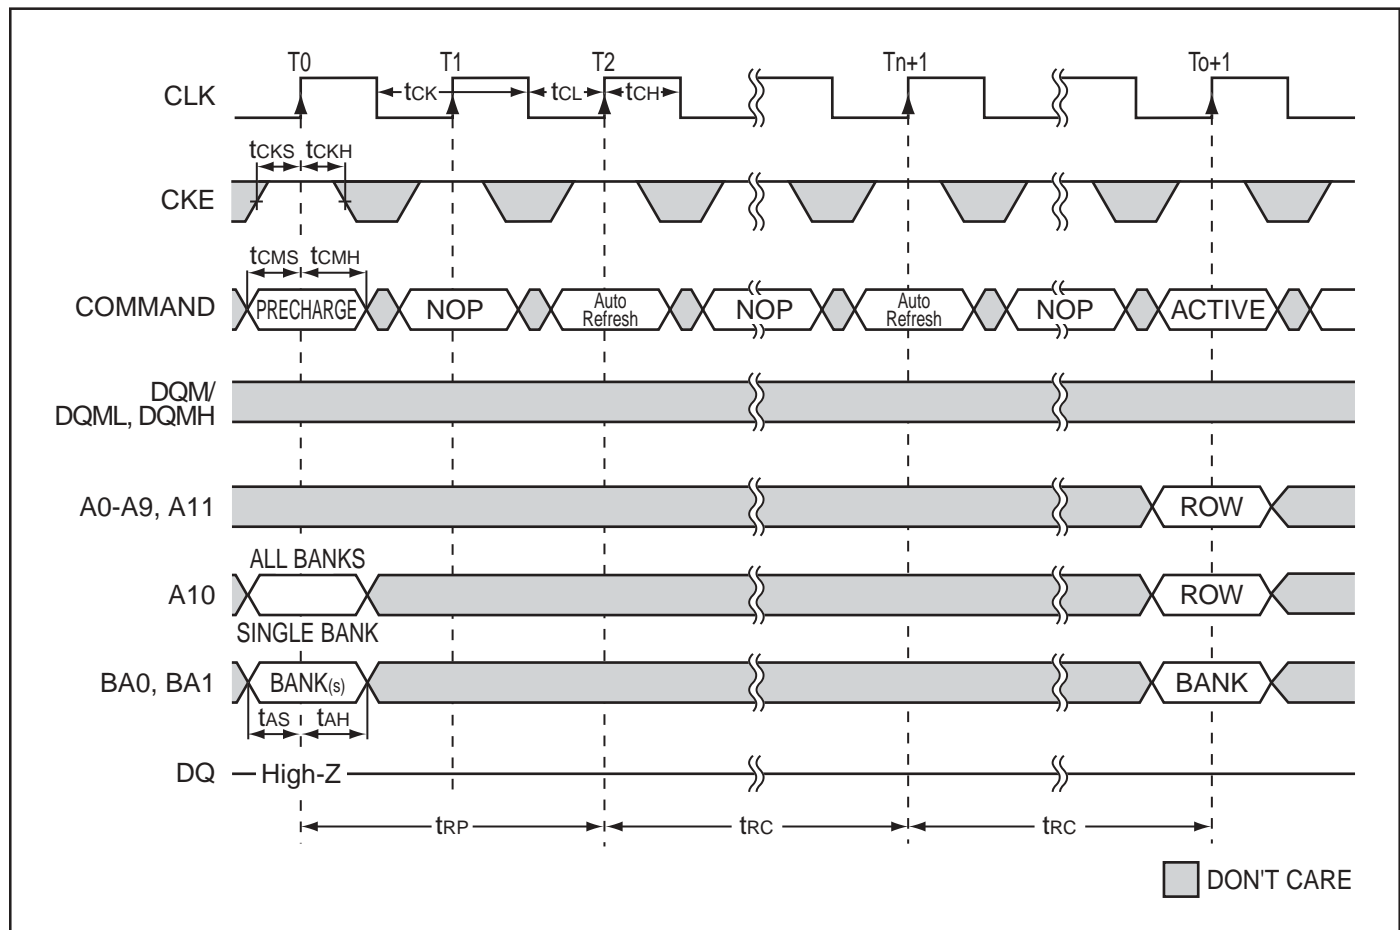 T0 T1 T2 Tn+1 To+1
CLK tCK tCL tCH
tCKS tCKH
CKE
tCMS tCMH
COMMAND PRECHARGE NOP Auto Refresh NOP Auto Refresh NOP ACTIVE
DQM/
DQML, DQMH
A0-A9, A11 ROW
ALL BANKS
A10 ROW
SINGLE BANK
BA0, BA1 BANK(s) BANK
tAS tAH
DQ High-Z
tRP tRC tRC
DON'T CARE